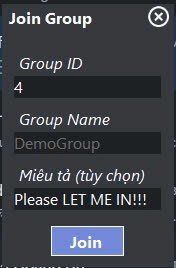 Join Group
Group ID
4
Group Name
DemoGroup
Miêu tả (tùy chọn)
Please LET ME IN!!!
Join